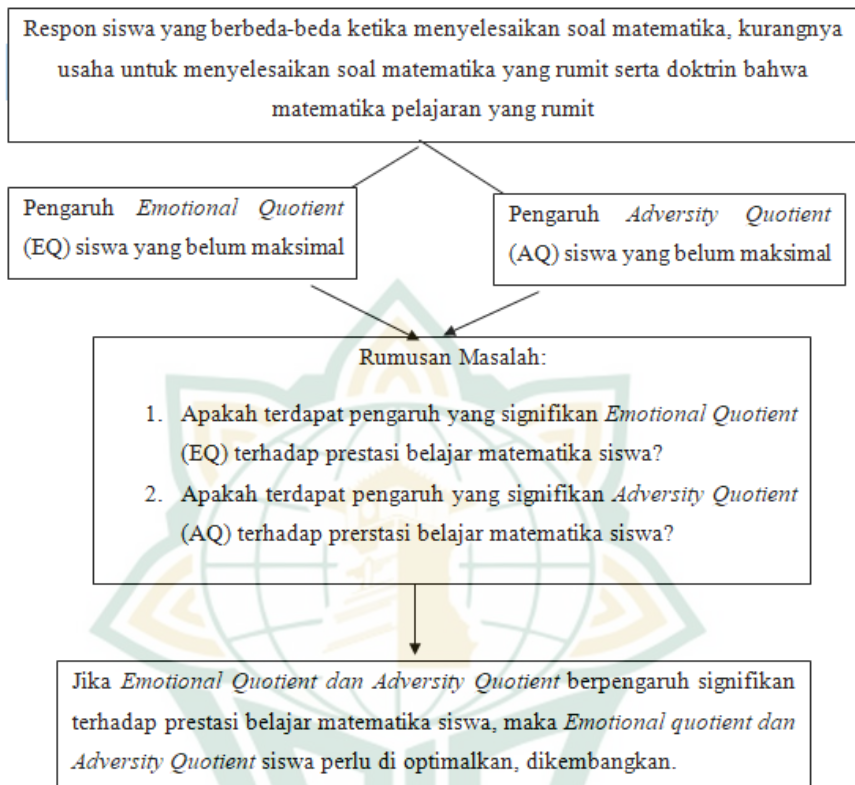 Respon siswa yang berbeda-beda ketika menyelesaikan soal matematika, kurangnya
usaha untuk menyelesaikan soal matematika yang rumit serta doktrin bahwa
matematika pelajaran yang rumit
Pengaruh Emotional Quotient
(EQ) siswa yang belum maksimal
Pengaruh Adversity Quotient
(AQ) siswa yang belum maksimal
Rumusan Masalah:
1. Apakah terdapat pengaruh yang signifikan Emotional Quotient
(EQ) terhadap prestasi belajar matematika siswa?
2. Apakah terdapat pengaruh yang signifikan Adversity Quotient
(AQ) terhadap prerstasi belajar matematika siswa?
Jika Emotional Quotient dan Adversity Quotient berpengaruh signifikan
terhadap prestasi belajar matematika siswa, maka Emotional quotient dan
Adversity Quotient siswa perlu di optimalkan, dikembangkan.